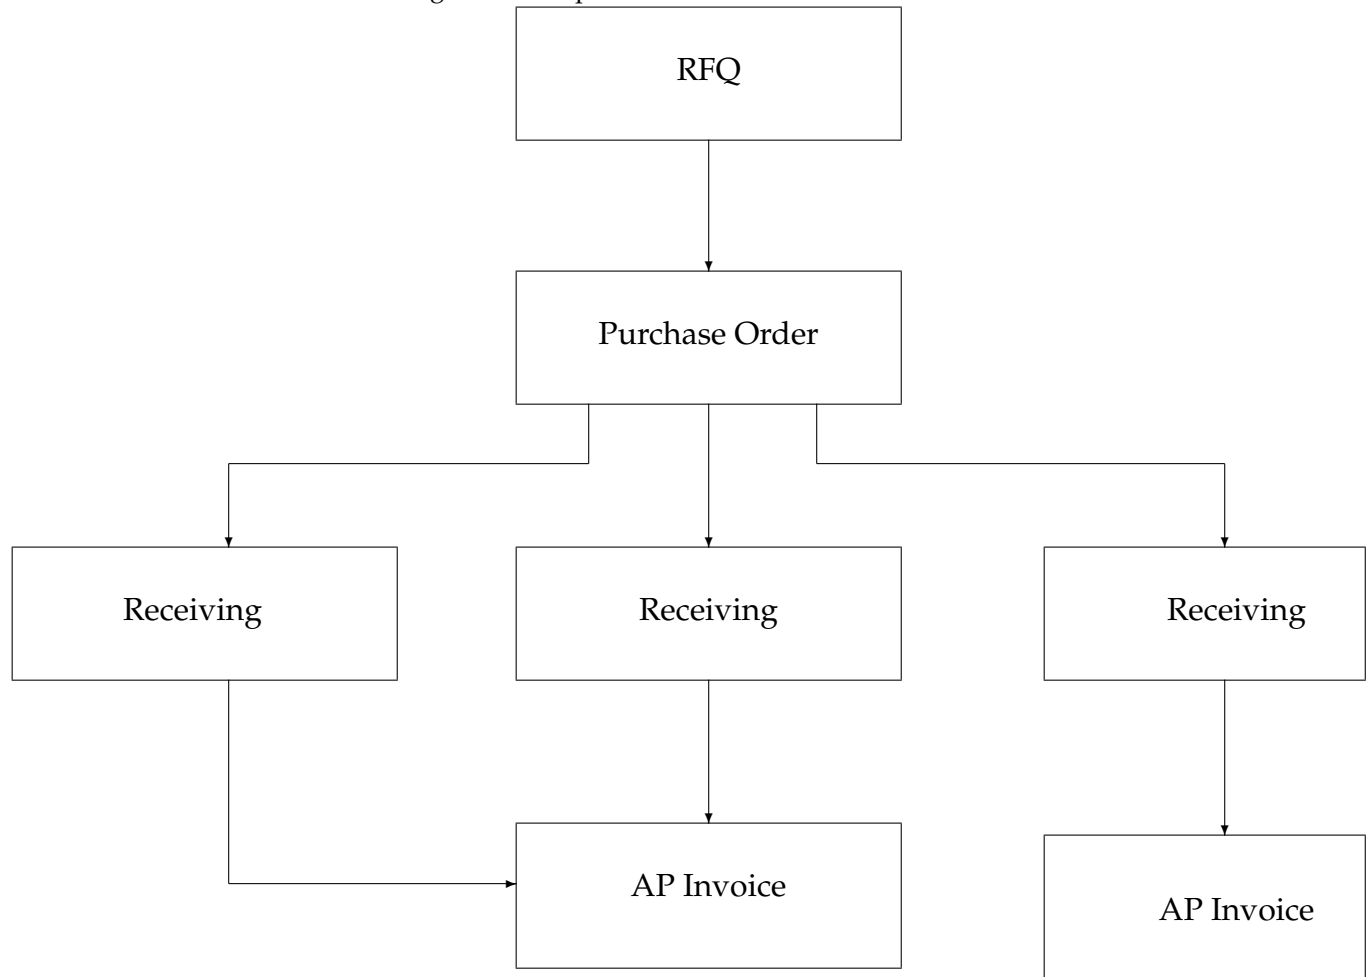 RFQ
Purchase Order
Receiving
Receiving
Receiving
AP Invoice
AP Invoice